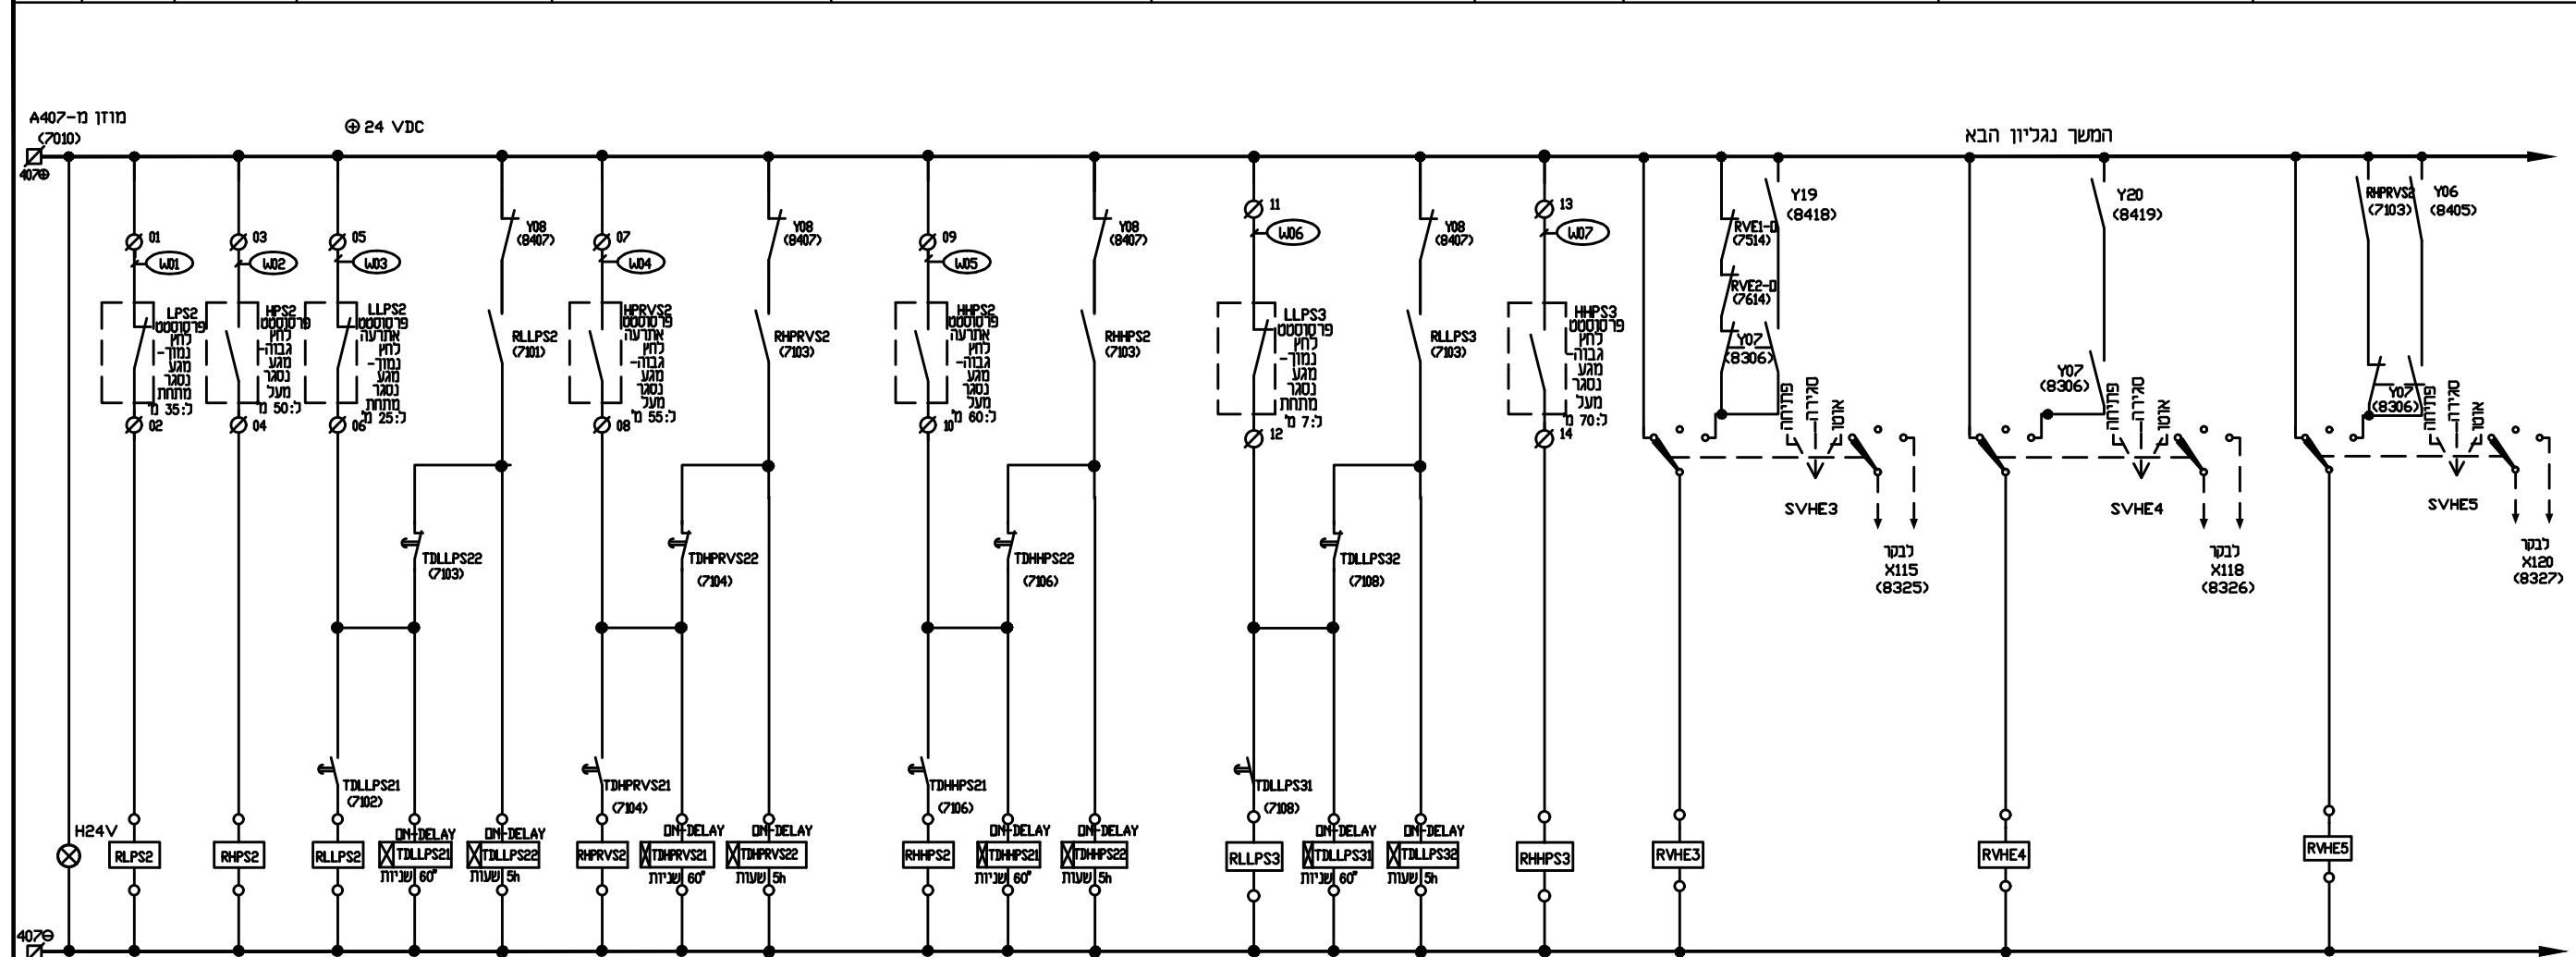 מוזן מ-A407
(7010)
407⊕
⊕ 24 VDC
המשך נגליון הבא
01
W01
LPS2
פרסוסטט
לחץ
נמוך-
מגע
נסגר
מתחת
ל: 35 מ'
02
03
W02
HPS2
פרסוסטט
לחץ
גבוה-
מגע
נסגר
מעל
ל: 50 מ'
04
05
W03
LLPS2
פרסוסטט
אתרעה
לחץ
נמוך-
מגע
נסגר
מתחת
ל: 25 מ'
06
Y08
(8407)
RLLPS2
(7101)
TDLLPS22
(7103)
TDLLPS21
(7102)
07
W04
HPRVS2
פרסוסטט
אתרעה
לחץ
גבוה-
מגע
נסגר
מעל
ל: 55 מ'
08
Y08
(8407)
RHPRVS2
(7103)
TDHPRVS22
(7104)
TDHPRVS21
(7104)
09
W05
HHPS2
פרסוסטט
אתרעה
לחץ
גבוה-
מגע
נסגר
מעל
ל: 60 מ'
10
Y08
(8407)
RHHPS2
(7103)
TDHHPS22
(7106)
TDHHPS21
(7106)
11
W06
LLPS3
פרסוסטט
לחץ
נמוך-
מגע
נסגר
מתחת
ל: 7 מ'
12
Y08
(8407)
RLLPS3
(7103)
TDLLPS32
(7108)
TDLLPS31
(7108)
13
W07
HHPS3
פרסוסטט
לחץ
גבוה-
מגע
נסגר
מעל
ל: 70 מ'
14
RVE1-D
(7514)
RVE2-D
(7614)
Y07
(8306)
Y19
(8418)
פתיחה
סגירה
אוטו
SVHE3
לבקר
X115
(8325)
Y20
(8419)
Y07
(8306)
פתיחה
סגירה
אוטו
SVHE4
לבקר
X118
(8326)
RHPRVS2
(7103)
Y06
(8405)
Y07
(8306)
פתיחה
סגירה
אוטו
SVHE5
לבקר
X120
(8327)
H24V
RLPS2
RHPS2
RLLPS2
ON-DELAY
TDLLPS21
60" שניות
ON-DELAY
TDLLPS22
5h שעות
RHPRVS2
ON-DELAY
TDHPRVS21
60" שניות
ON-DELAY
TDHPRVS22
5h שעות
RHHPS2
ON-DELAY
TDHHPS21
60" שניות
ON-DELAY
TDHHPS22
5h שעות
RLLPS3
ON-DELAY
TDLLPS31
60" שניות
ON-DELAY
TDLLPS32
5h שעות
RHHPS3
RVHE3
RVHE4
RVHE5
407⊖